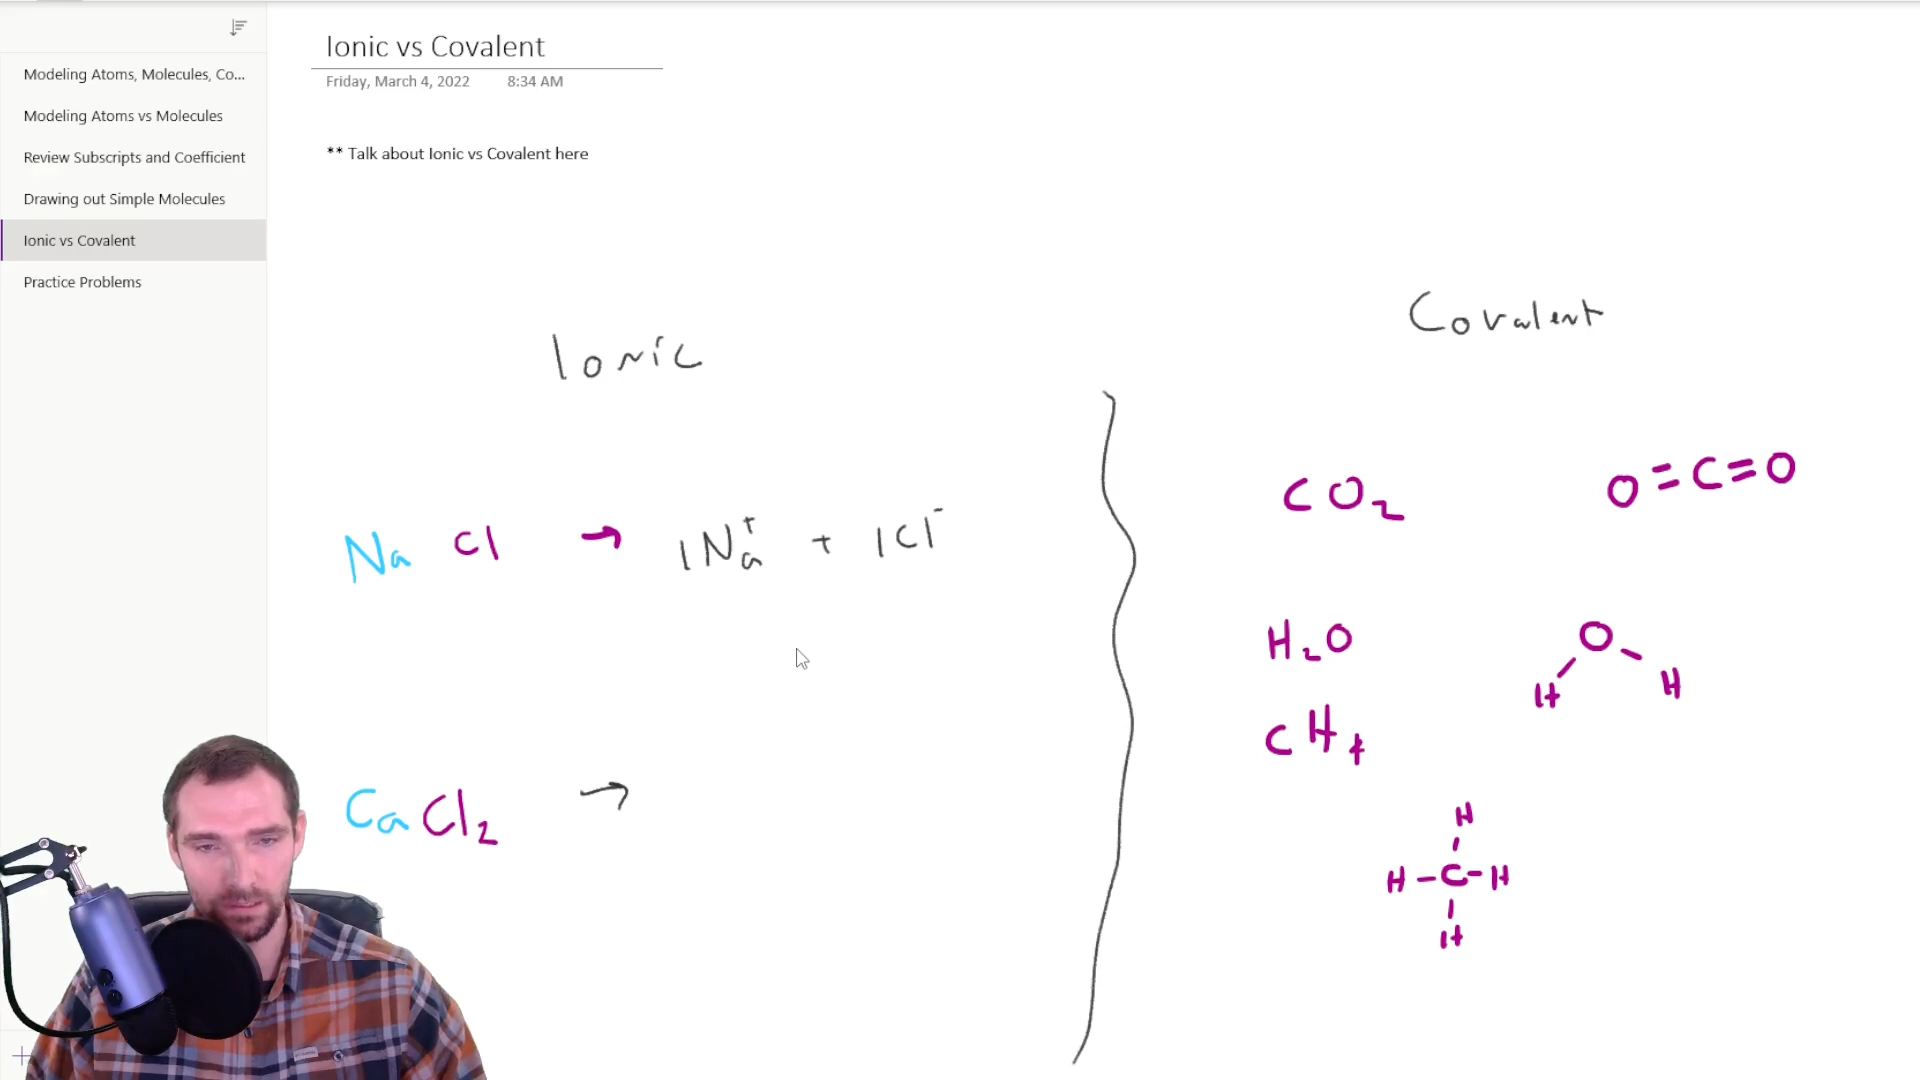 Modeling Atoms, Molecules, Co...
Modeling Atoms vs Molecules
Review Subscripts and Coefficient
Drawing out Simple Molecules
Ionic vs Covalent
Practice Problems
Ionic vs Covalent
Friday, March 4, 2022 8:34 AM
** Talk about Ionic vs Covalent here
Ionic
NaCl → 1Na⁺ + 1Cl⁻
CaCl₂ →
Covalent
CO₂ O=C=O
H₂O
O
H H
CH₄
H
H-C-H
H